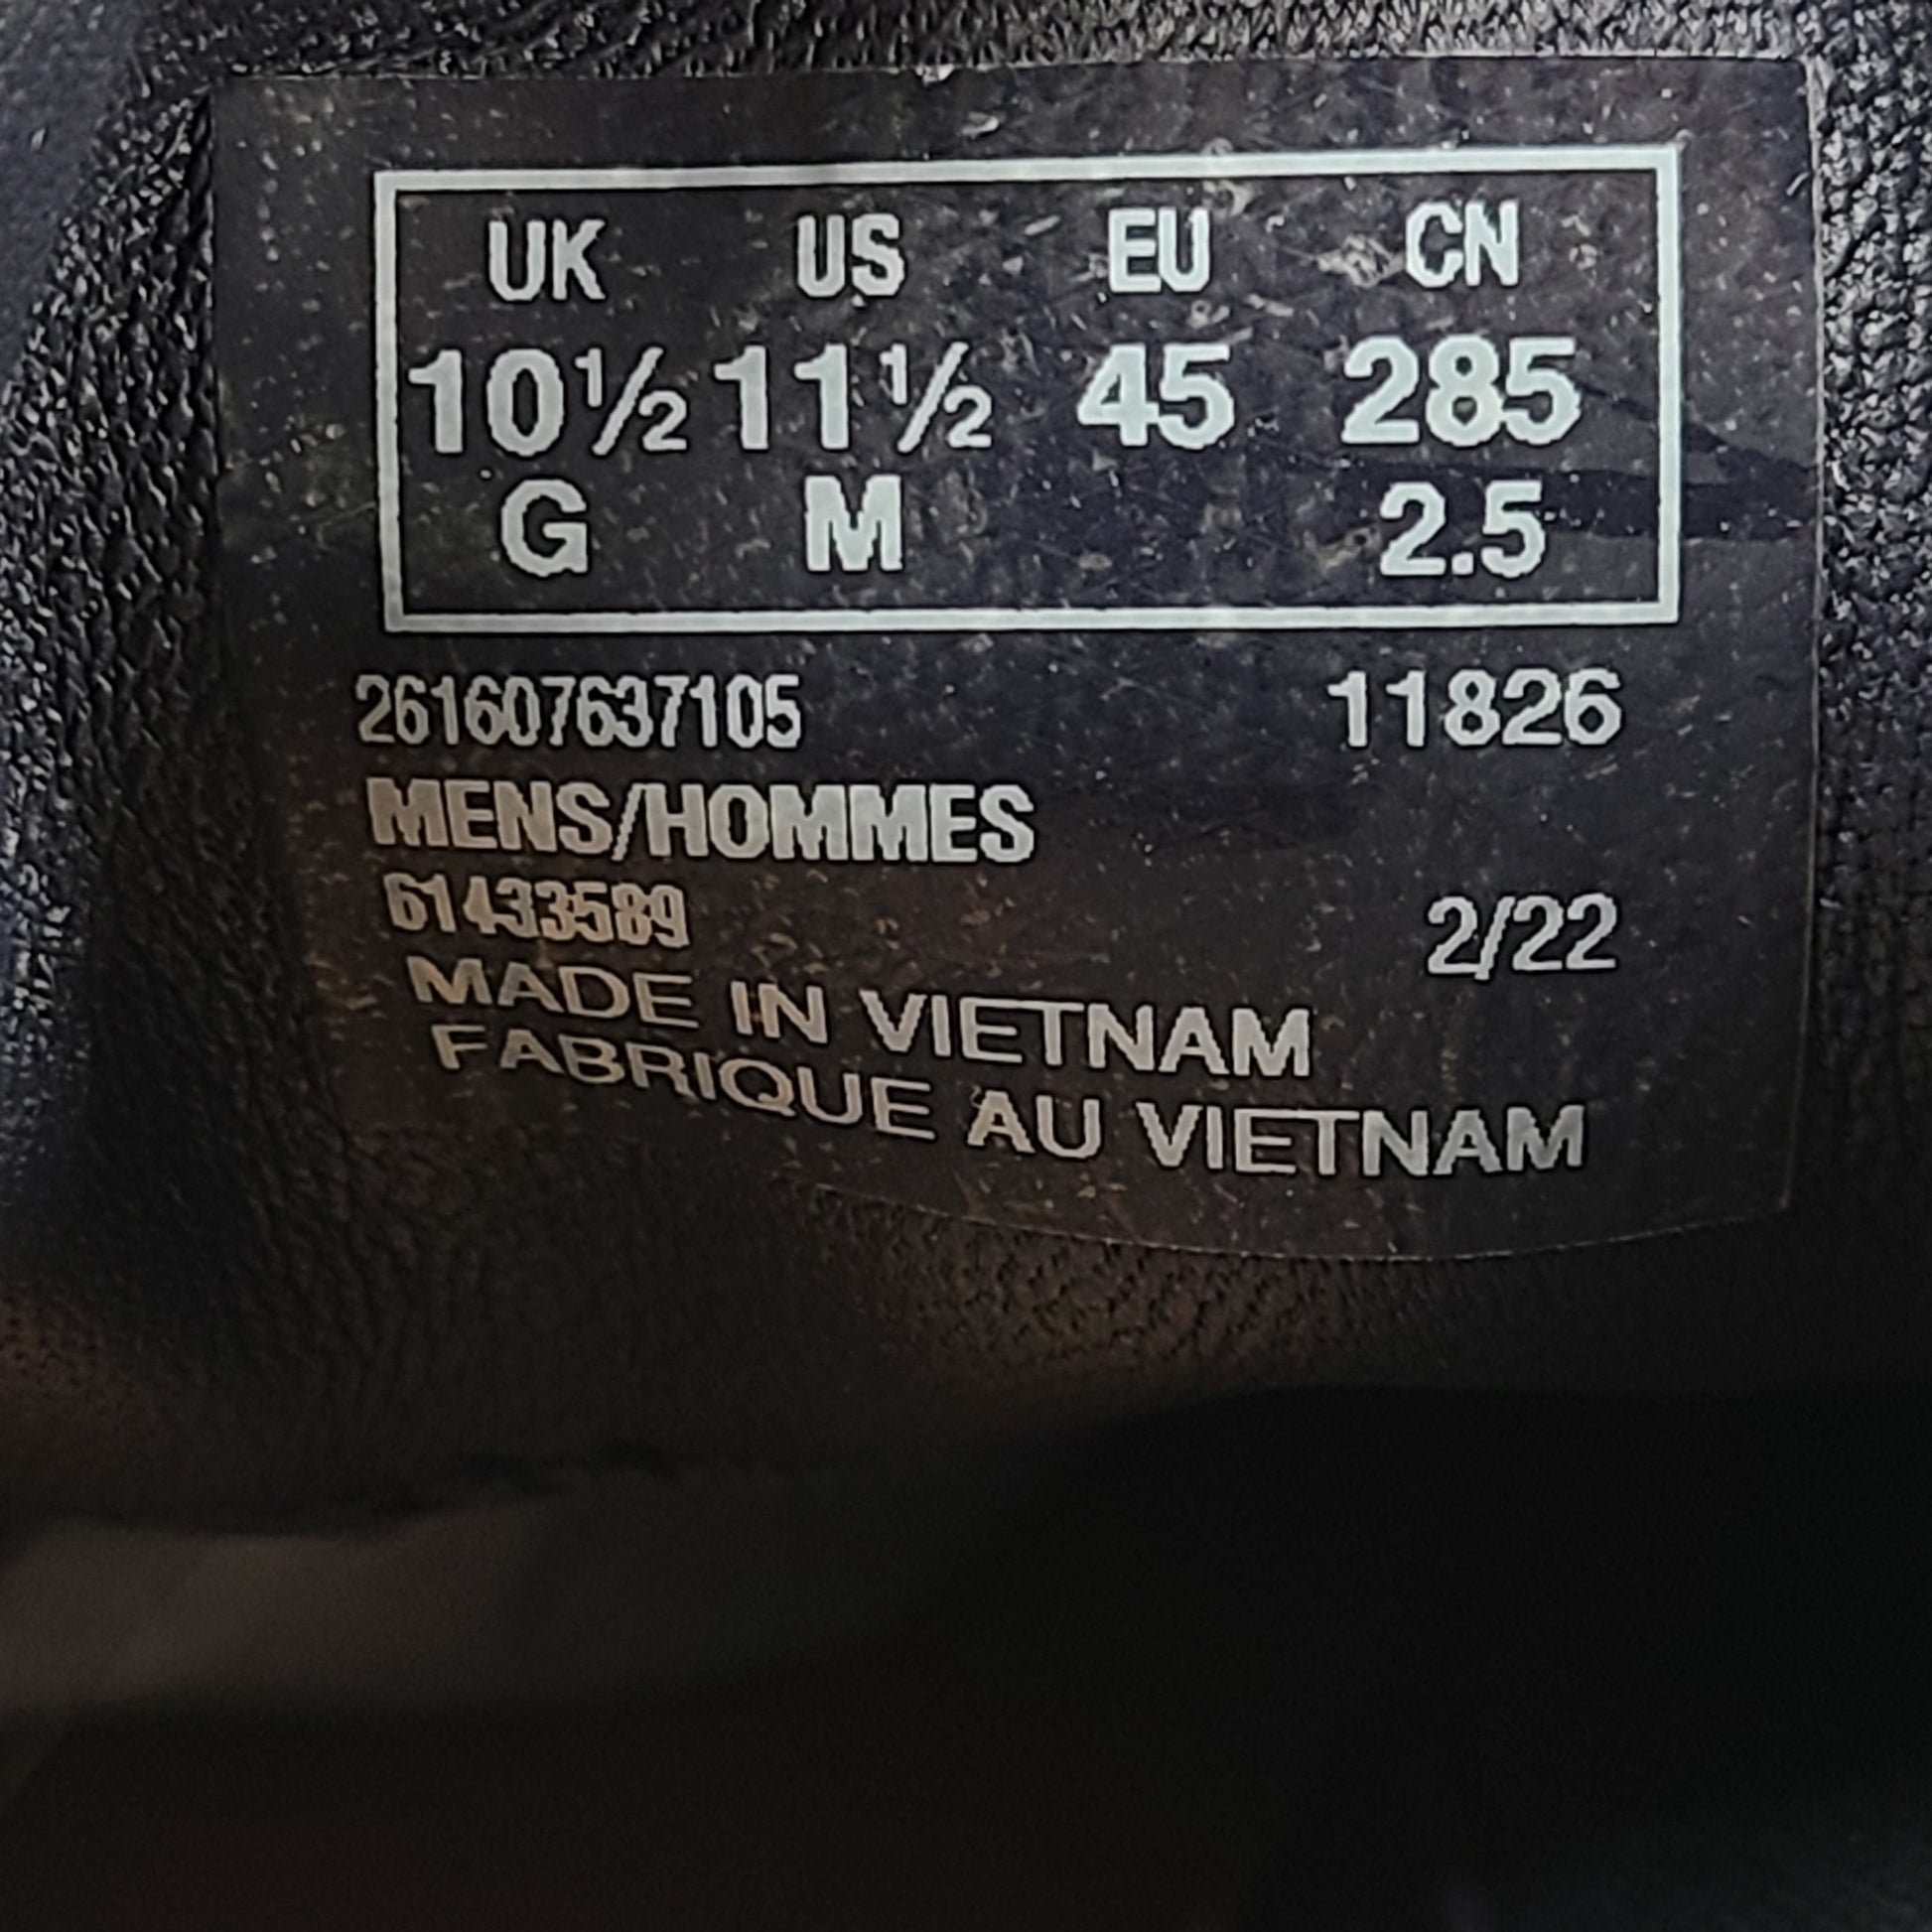 UK US EU CN
10½ 11½ 45 285
G M 2.5
261607637105 11826
MENS/HOMMES
61433589 2/22
MADE IN VIETNAM
FABRIQUE AU VIETNAM